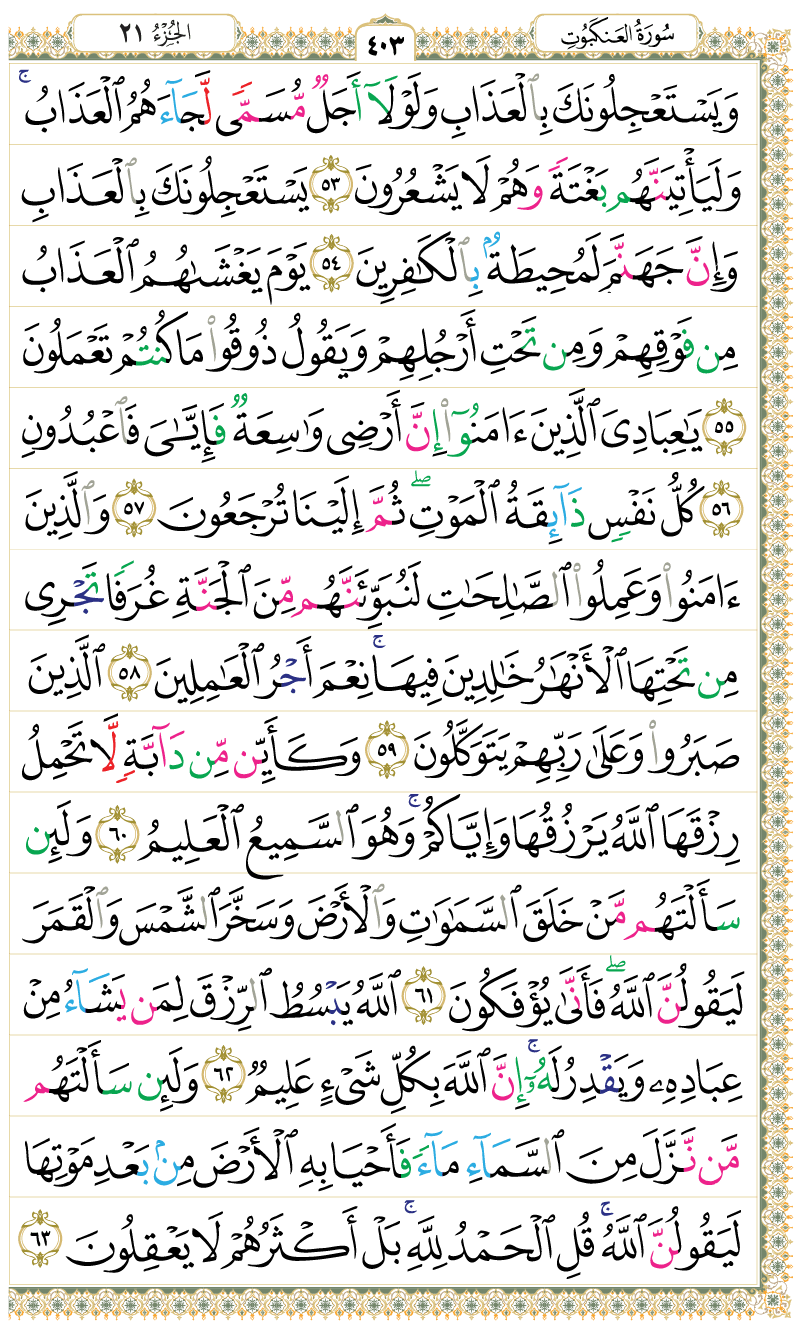 سُورَةُ العَنكَبُوتِ
٤٠٣
الجُزْءُ ٢١
وَيَسْتَعْجِلُونَكَ بِٱلْعَذَابِ وَلَوْلَآ أَجَلٌ مُّسَمًّى لَّجَآءَهُمُ ٱلْعَذَابُۚ
وَلَيَأْتِيَنَّهُم بَغْتَةً وَهُمْ لَا يَشْعُرُونَ ٥٣ يَسْتَعْجِلُونَكَ بِٱلْعَذَابِ
وَإِنَّ جَهَنَّمَ لَمُحِيطَةٌۢ بِٱلْكَٰفِرِينَ ٥٤ يَوْمَ يَغْشَىٰهُمُ ٱلْعَذَابُ
مِن فَوْقِهِمْ وَمِن تَحْتِ أَرْجُلِهِمْ وَيَقُولُ ذُوقُوا۟ مَا كُنتُمْ تَعْمَلُونَ
٥٥ يَٰعِبَادِىَ ٱلَّذِينَ ءَامَنُوٓا۟ إِنَّ أَرْضِى وَٰسِعَةٌ فَإِيَّٰىَ فَٱعْبُدُونِ
٥٦ كُلُّ نَفْسٍ ذَآئِقَةُ ٱلْمَوْتِۖ ثُمَّ إِلَيْنَا تُرْجَعُونَ ٥٧ وَٱلَّذِينَ
ءَامَنُوا۟ وَعَمِلُوا۟ ٱلصَّٰلِحَٰتِ لَنُبَوِّئَنَّهُم مِّنَ ٱلْجَنَّةِ غُرَفًا تَجْرِى
مِن تَحْتِهَا ٱلْأَنْهَٰرُ خَٰلِدِينَ فِيهَاۚ نِعْمَ أَجْرُ ٱلْعَٰمِلِينَ ٥٨ ٱلَّذِينَ
صَبَرُوا۟ وَعَلَىٰ رَبِّهِمْ يَتَوَكَّلُونَ ٥٩ وَكَأَيِّن مِّن دَآبَّةٍ لَّا تَحْمِلُ
رِزْقَهَا ٱللَّهُ يَرْزُقُهَا وَإِيَّاكُمْۚ وَهُوَ ٱلسَّمِيعُ ٱلْعَلِيمُ ٦٠ وَلَئِن
سَأَلْتَهُم مَّنْ خَلَقَ ٱلسَّمَٰوَٰتِ وَٱلْأَرْضَ وَسَخَّرَ ٱلشَّمْسَ وَٱلْقَمَرَ
لَيَقُولُنَّ ٱللَّهُۖ فَأَنَّىٰ يُؤْفَكُونَ ٦١ ٱللَّهُ يَبْسُطُ ٱلرِّزْقَ لِمَن يَشَآءُ مِنْ
عِبَادِهِۦ وَيَقْدِرُ لَهُۥٓۚ إِنَّ ٱللَّهَ بِكُلِّ شَىْءٍ عَلِيمٌ ٦٢ وَلَئِن سَأَلْتَهُم
مَّن نَّزَّلَ مِنَ ٱلسَّمَآءِ مَآءً فَأَحْيَا بِهِ ٱلْأَرْضَ مِنۢ بَعْدِ مَوْتِهَا
لَيَقُولُنَّ ٱللَّهُۚ قُلِ ٱلْحَمْدُ لِلَّهِۚ بَلْ أَكْثَرُهُمْ لَا يَعْقِلُونَ ٦٣